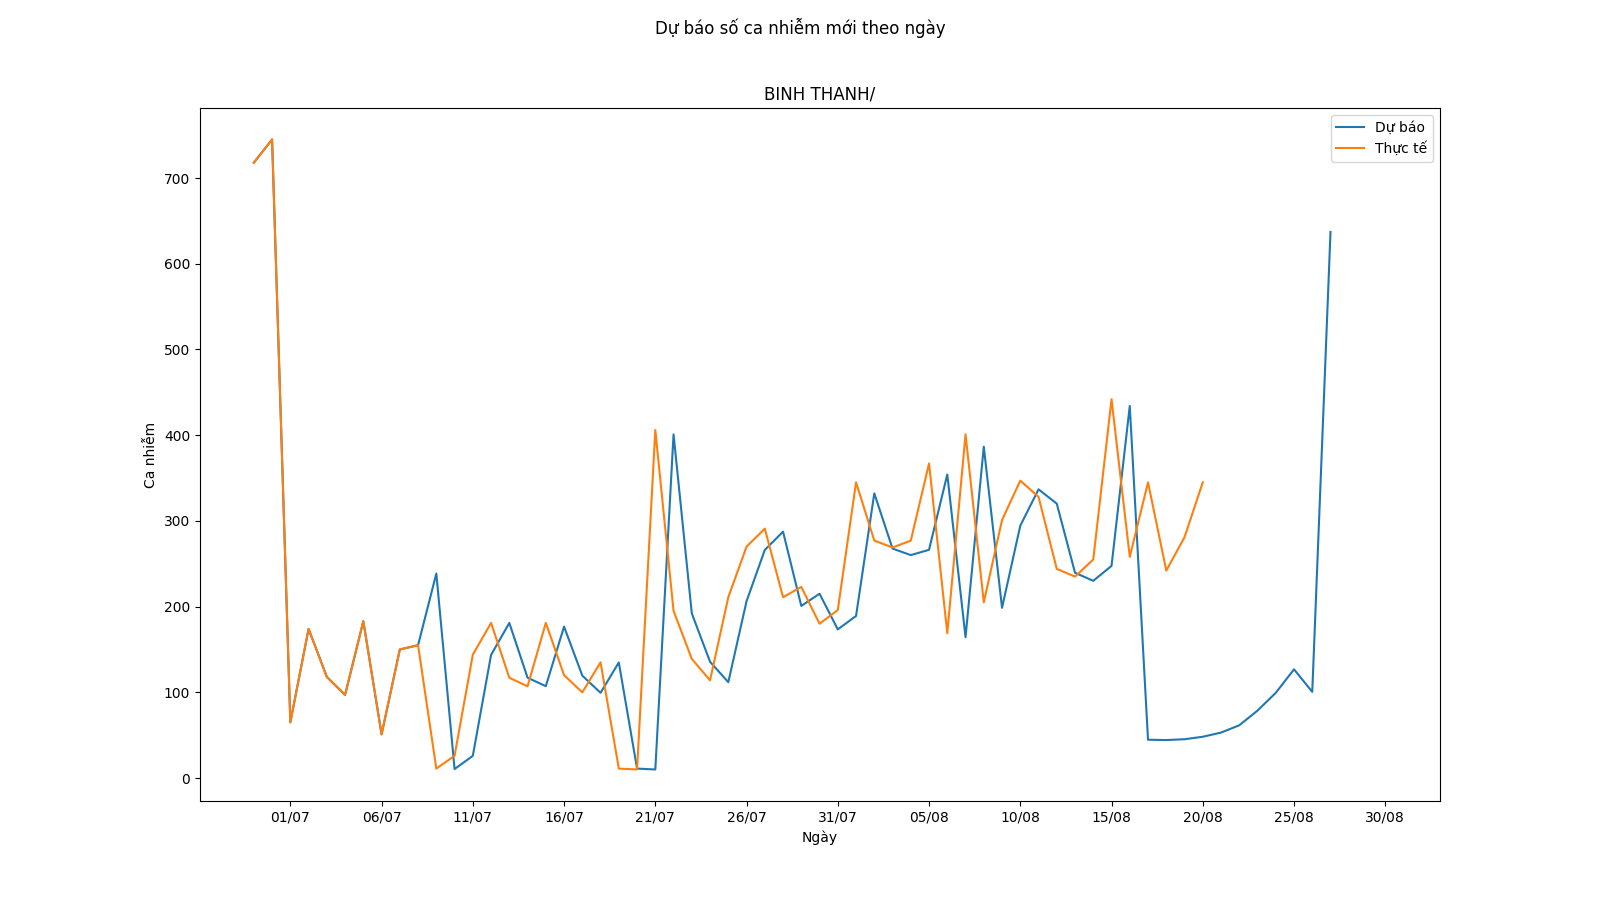 Dự báo số ca nhiễm mới theo ngày
BINH THANH/
Dự báo
Thực tế
700
600
500
400
300
200
100
0
Ca nhiễm
01/07 06/07 11/07 16/07 21/07 26/07 31/07 05/08 10/08 15/08 20/08 25/08 30/08
Ngày